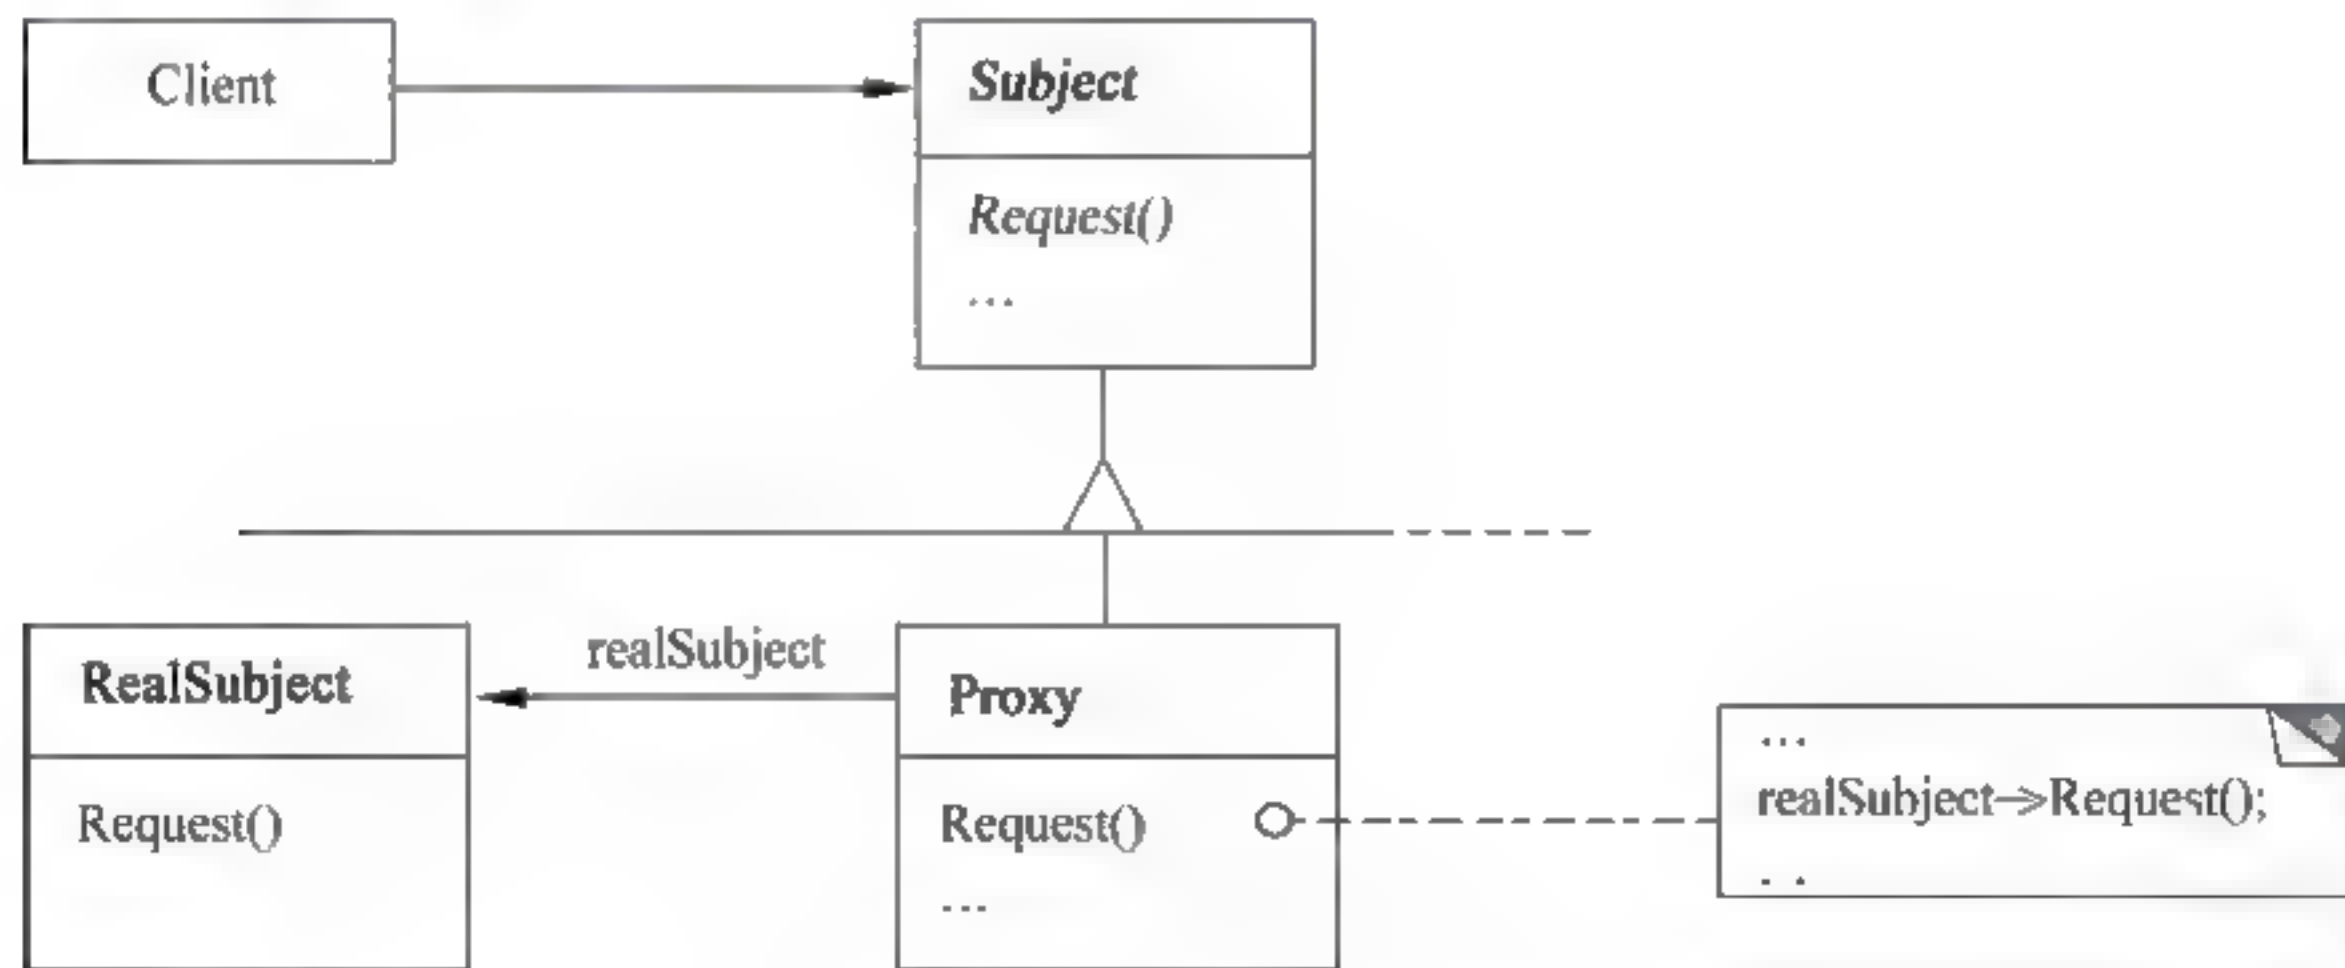 Client
Subject
Request()
...
realSubject
RealSubject
Request()
Proxy
Request()
...
...
realSubject->Request();
. .